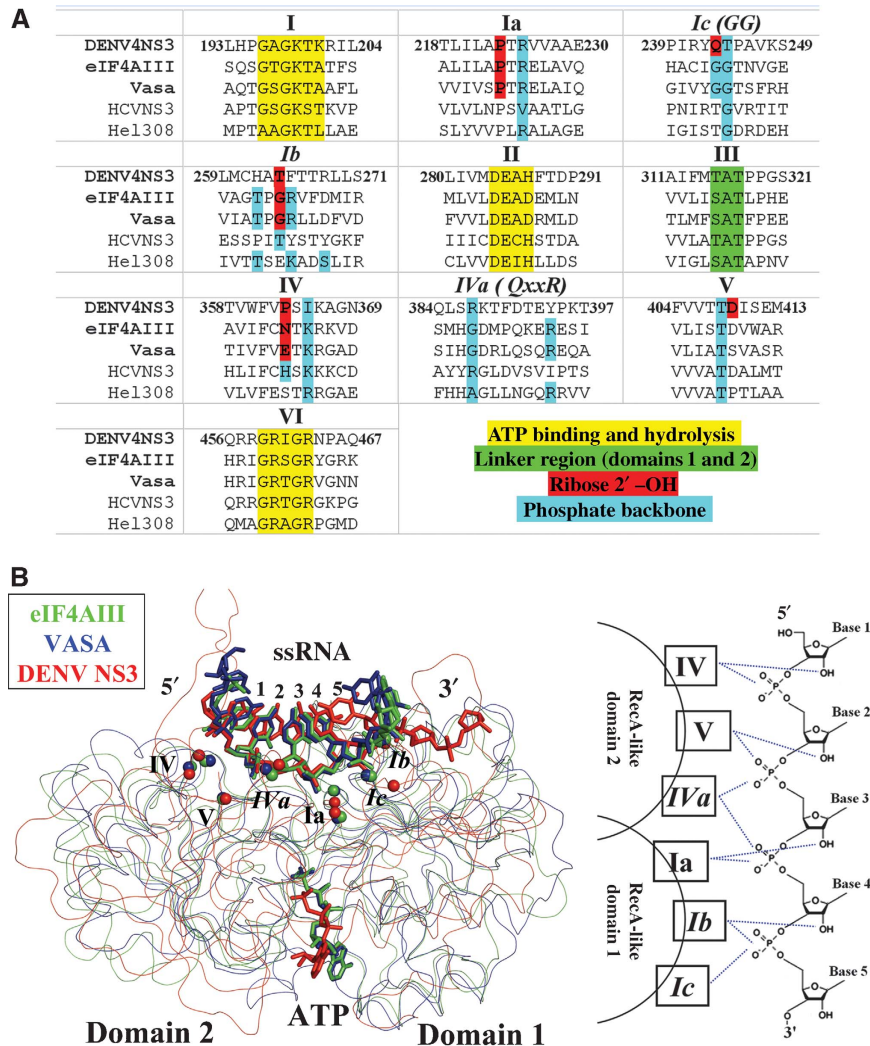 A
I Ia Ic (GG)
DENV4NS3 193LHPGAGKTKRIL204 218TLILAPTRVVAAE230 239PIRYQTPAVKS249
eIF4AIII SQSGTGKTATFS ALILAPTRELAVQ HACIGGTNVGE
Vasa AQTGSGKTAAFL VVIVSPTRELAIQ GIVYGGTSFRH
HCVNS3 APTGSGKSTKVP VLVLNPSVAATLG PNIRTGVRTIT
Hel308 MPTAAGKTLLAE SLYVVPLRALAGE IGISTGDRDEH
Ib II III
DENV4NS3 259LMCHATFTTRLLS271 280LIVMDEAHFTDP291 311AIFMTATPPGS321
eIF4AIII VAGTPGRVFDMIR VMLVLDEADEMLN VVLISATLPHE
Vasa VIATPGRLLDFVD FVVLDEADRMLD TLMFSATFPEE
HCVNS3 ESSPITYSTYGKF IIICDECHSTDA VVLATATPPGS
Hel308 IVTTSEKADSLIR CLVVDEIHLLDS VIGLSATAPNV
IV IVa ( QxxR) V
DENV4NS3 358TVWFVPSIKAGN369 384QLSRKTFDTEYPKT397 404FVVTTDISEM413
eIF4AIII AVIFCNTKRKVD SMHGDMPQKERESI VLISTDVWAR
Vasa TIVFVETKRGAD SIHGDRLQSQREQA VLIATSVASR
HCVNS3 HLIFCHSKKKCD AYYRGLDVSVIPTS VVVATDALMT
Hel308 VLVFESTRRGAE FHHAGLLNGQRRVV VVVATPTLAA
VI
DENV4NS3 456QRRGRIGRNPAQ467
eIF4AIII HRIGRSGRYGRK
Vasa HRIGRTGRVGNN
HCVNS3 QRRGRTGRGKPG
Hel308 QMAGRAGRPGMD
ATP binding and hydrolysis
Linker region (domains 1 and 2)
Ribose 2′ –OH
Phosphate backbone
B
eIF4AIII
VASA
DENV NS3
ssRNA
5′ 3′
1 2 3 4 5
IV V IVa Ia Ic Ib
ATP
Domain 2 Domain 1
RecA-like
domain 2
RecA-like
domain 1
IV
V
IVa
Ia
Ib
Ic
5′
Base 1
HO O OH
O P O O⁻ O
Base 2
O OH
O P O O⁻ O
Base 3
O OH
O P O O⁻ O
Base 4
O OH
O P O O⁻ O
Base 5
O OH
O
3'